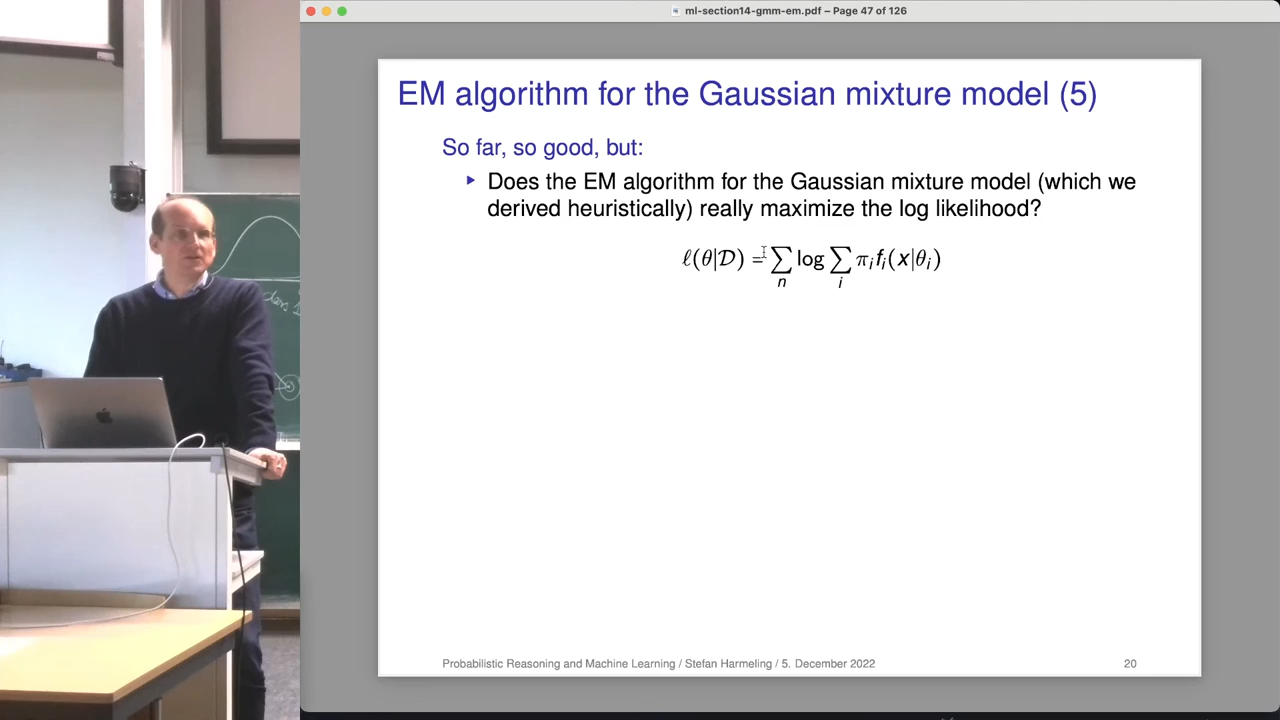 ml-section14-gmm-em.pdf – Page 47 of 126
EM algorithm for the Gaussian mixture model (5)
So far, so good, but:
▸ Does the EM algorithm for the Gaussian mixture model (which we
derived heuristically) really maximize the log likelihood?
ℓ(θ|𝒟) = ∑ₙ log ∑ᵢ πᵢfᵢ(x|θᵢ)
Probabilistic Reasoning and Machine Learning / Stefan Harmeling / 5. December 2022
20